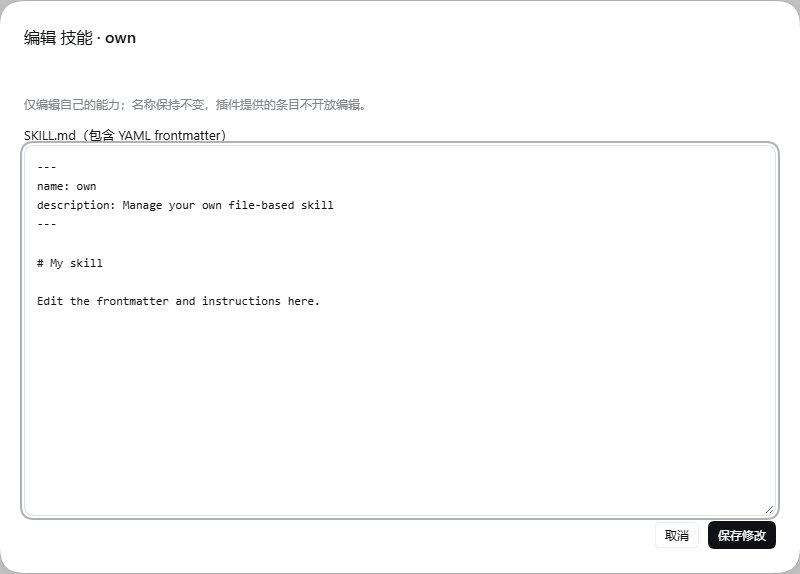 编辑 技能 · own
仅编辑自己的能力；名称保持不变，插件提供的条目不开放编辑。
SKILL.md（包含 YAML frontmatter）
---
name: own
description: Manage your own file-based skill
---
# My skill
Edit the frontmatter and instructions here.
取消
保存修改